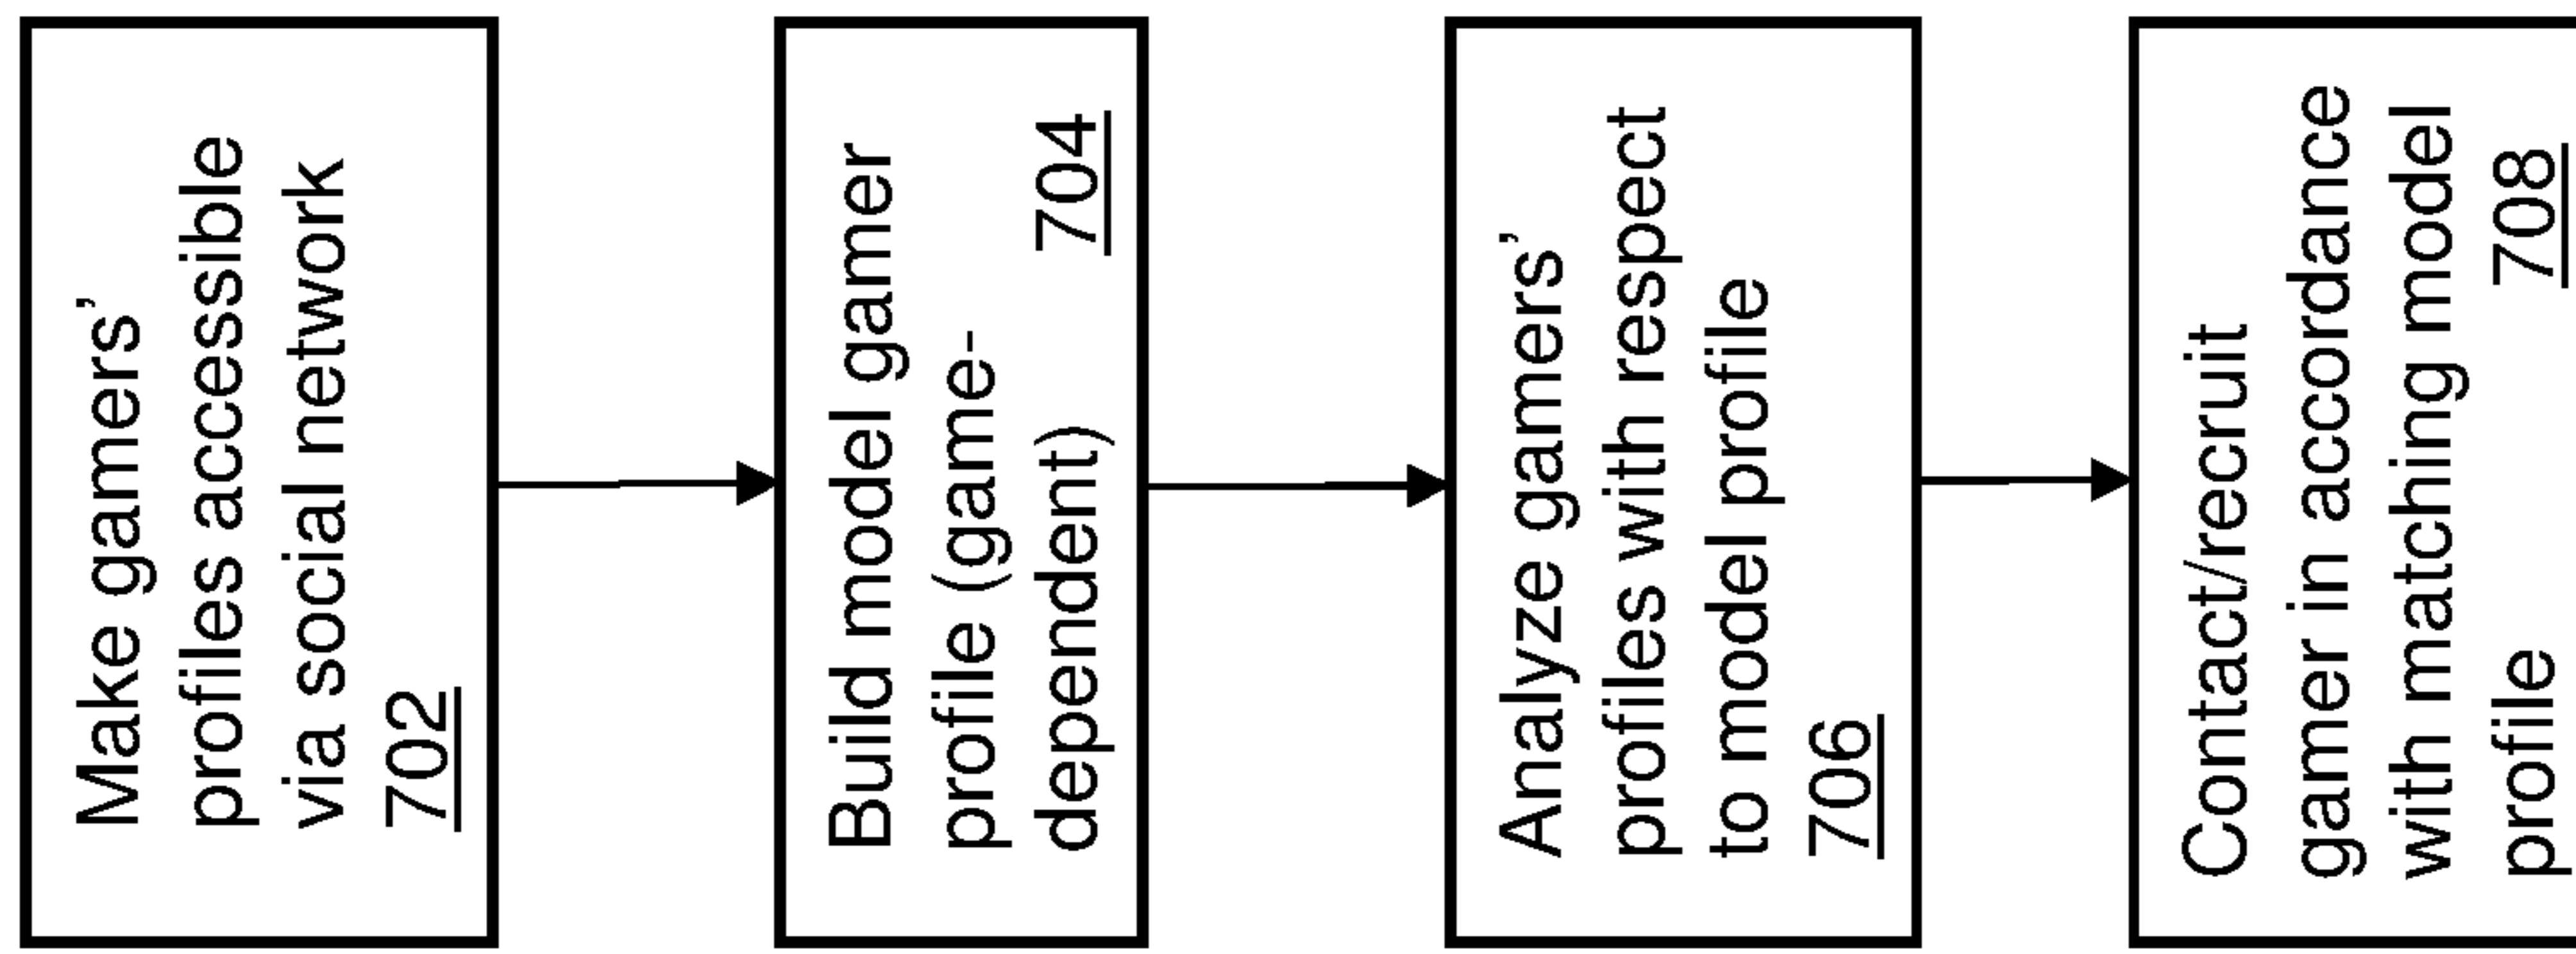 Make gamers’
profiles accessible
via social network
702
Build model gamer
profile (game-
dependent) 704
Analyze gamers’
profiles with respect
to model profile
706
Contact/recruit
gamer in accordance
with matching model
profile 708